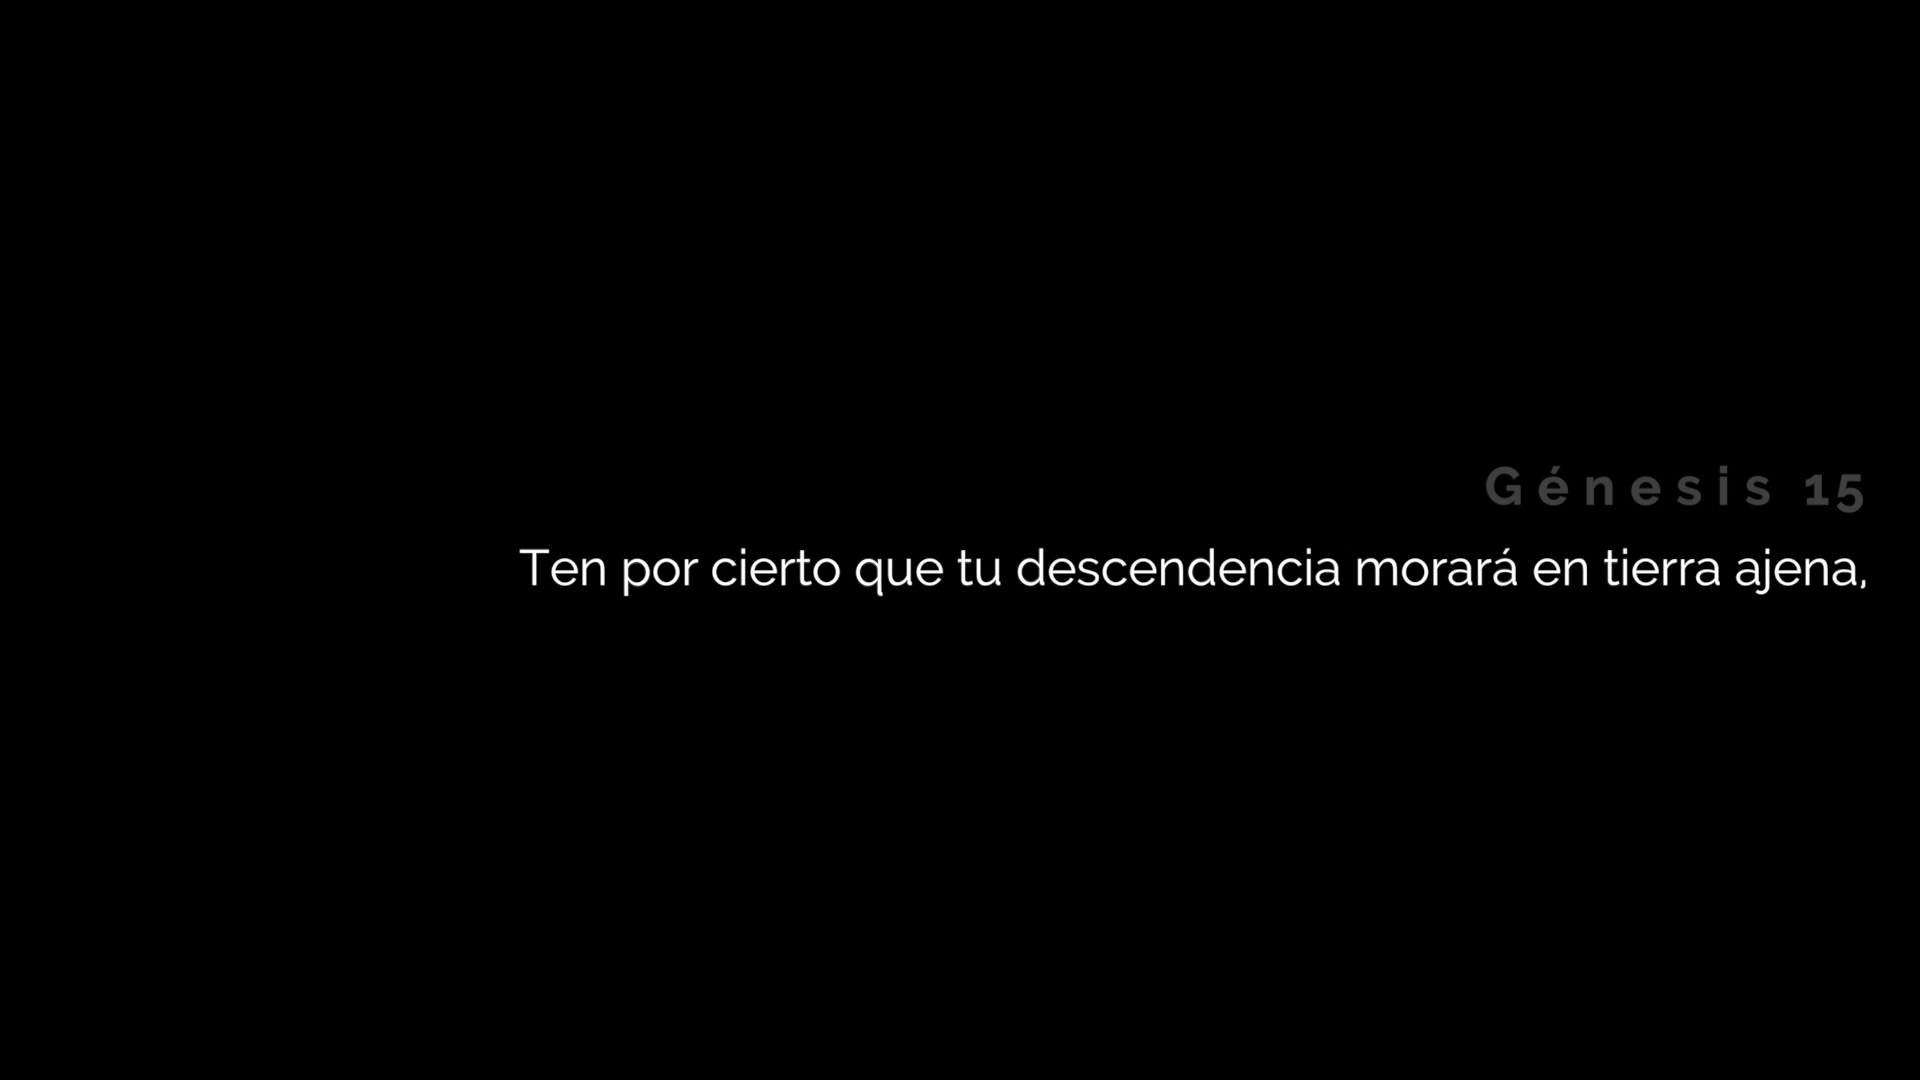 Génesis 15
Ten por cierto que tu descendencia morará en tierra ajena,